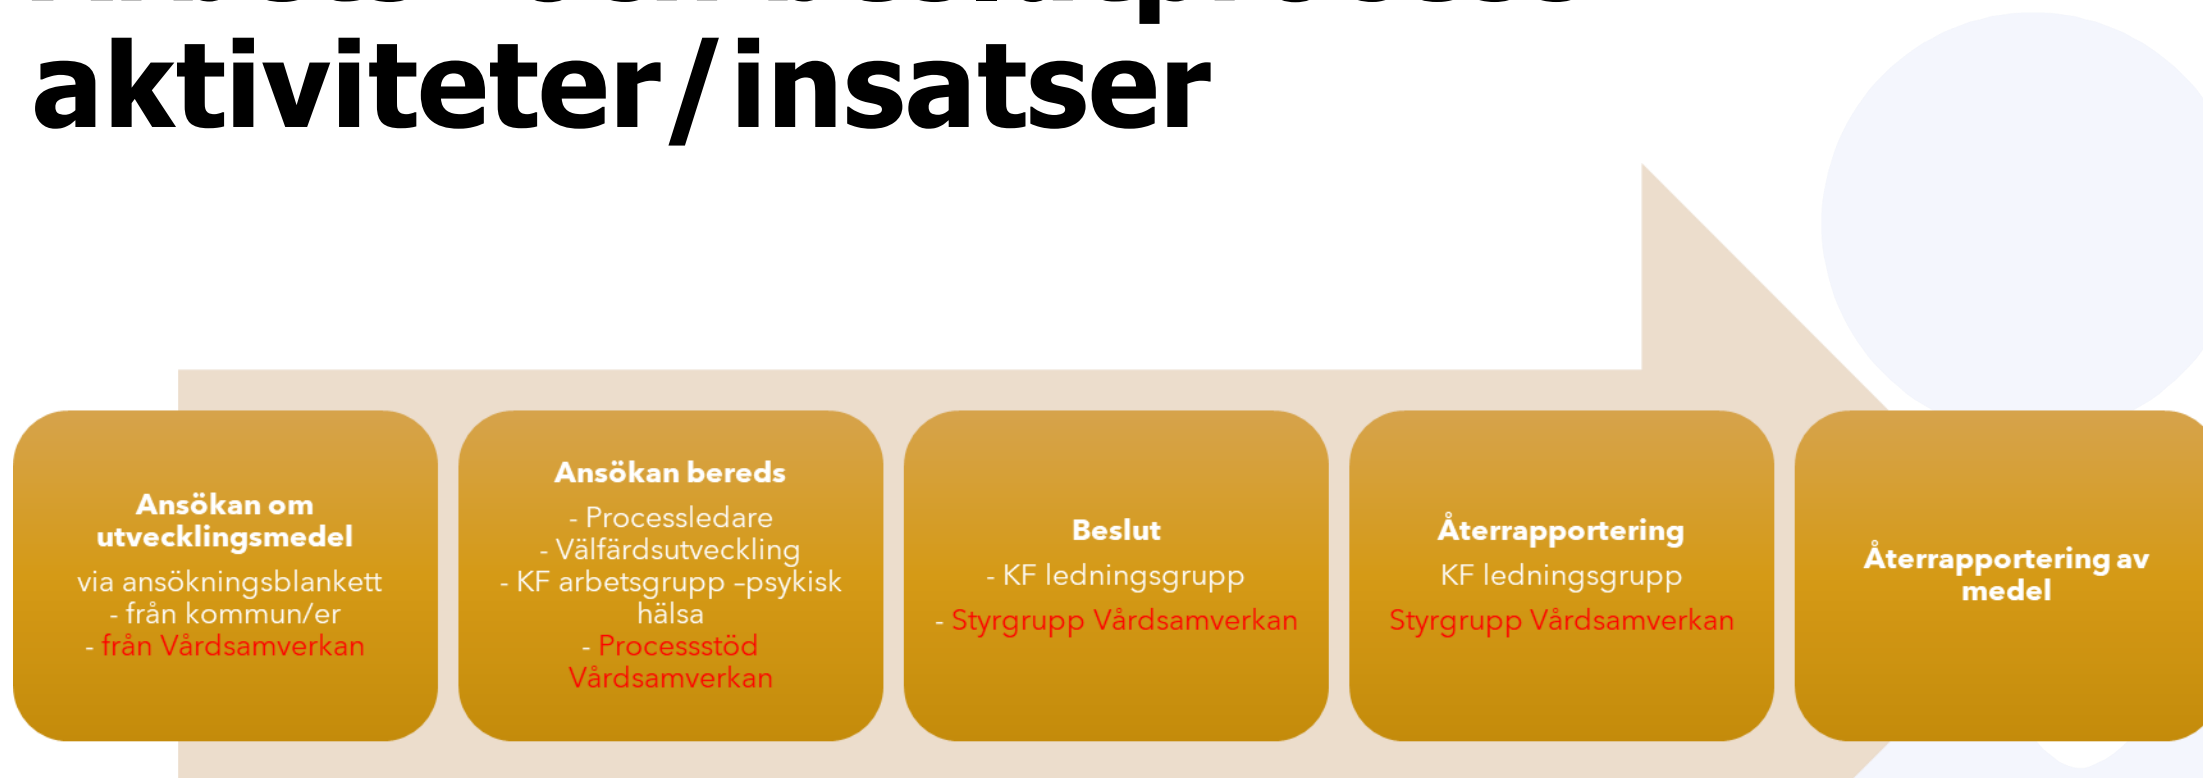 aktiviteter/insatser
Ansökan om
utvecklingsmedel
via ansökningsblankett
- från kommun/er
- från Vårdsamverkan
Ansökan bereds
- Processledare
- Välfärdsutveckling
- KF arbetsgrupp –psykisk
hälsa
- Processstöd
Vårdsamverkan
Beslut
- KF ledningsgrupp
- Styrgrupp Vårdsamverkan
Återrapportering
KF ledningsgrupp
Styrgrupp Vårdsamverkan
Återrapportering av
medel